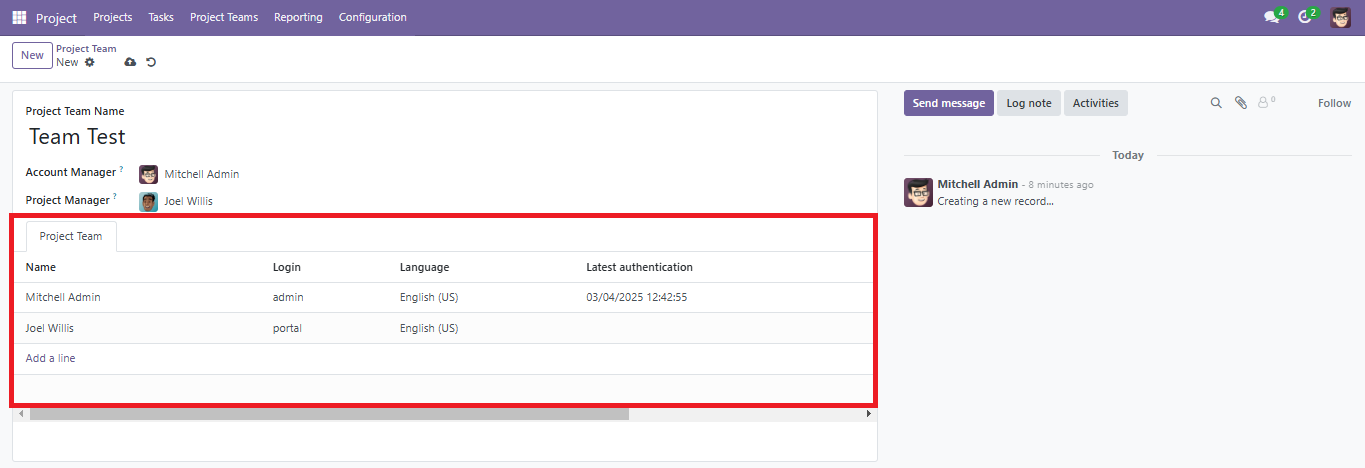 Project Projects Tasks Project Teams Reporting Configuration 4 2
New Project Team
New
Project Team Name
Team Test
Account Manager ? Mitchell Admin
Project Manager ? Joel Willis
Project Team
Name Login Language Latest authentication
Mitchell Admin admin English (US) 03/04/2025 12:42:55
Joel Willis portal English (US)
Add a line
Send message Log note Activities 0 Follow
Today
Mitchell Admin - 8 minutes ago
Creating a new record...